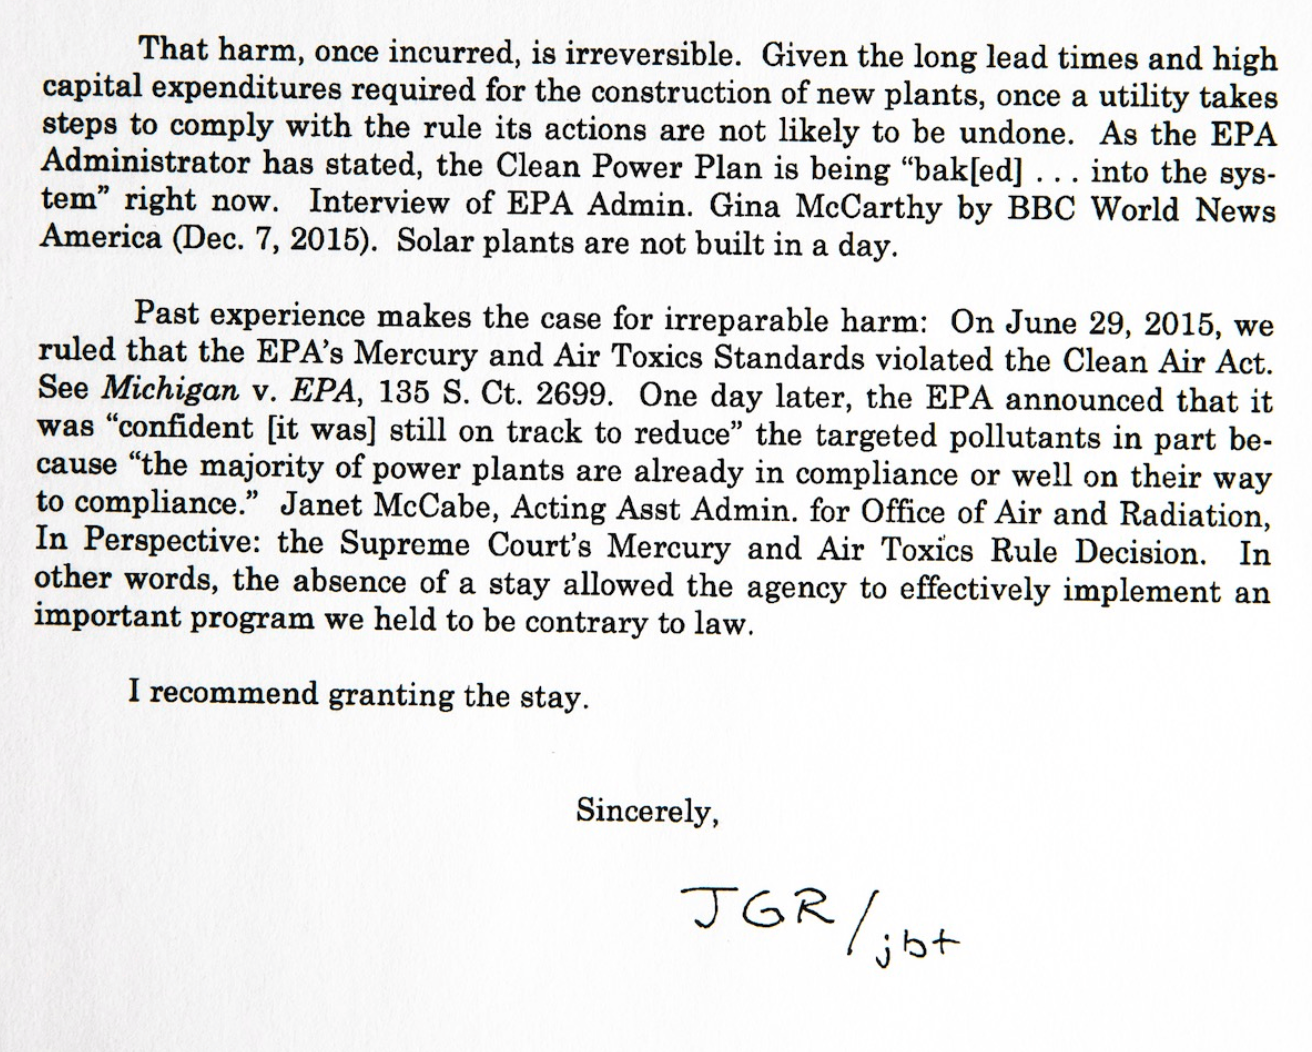 That harm, once incurred, is irreversible. Given the long lead times and high
capital expenditures required for the construction of new plants, once a utility takes
steps to comply with the rule its actions are not likely to be undone. As the EPA
Administrator has stated, the Clean Power Plan is being “bak[ed] . . . into the sys-
tem” right now. Interview of EPA Admin. Gina McCarthy by BBC World News
America (Dec. 7, 2015). Solar plants are not built in a day.
Past experience makes the case for irreparable harm: On June 29, 2015, we
ruled that the EPA’s Mercury and Air Toxics Standards violated the Clean Air Act.
See Michigan v. EPA, 135 S. Ct. 2699. One day later, the EPA announced that it
was “confident [it was] still on track to reduce” the targeted pollutants in part be-
cause “the majority of power plants are already in compliance or well on their way
to compliance.” Janet McCabe, Acting Asst Admin. for Office of Air and Radiation,
In Perspective: the Supreme Court’s Mercury and Air Toxics Rule Decision. In
other words, the absence of a stay allowed the agency to effectively implement an
important program we held to be contrary to law.
I recommend granting the stay.
Sincerely,
JGR/jbt